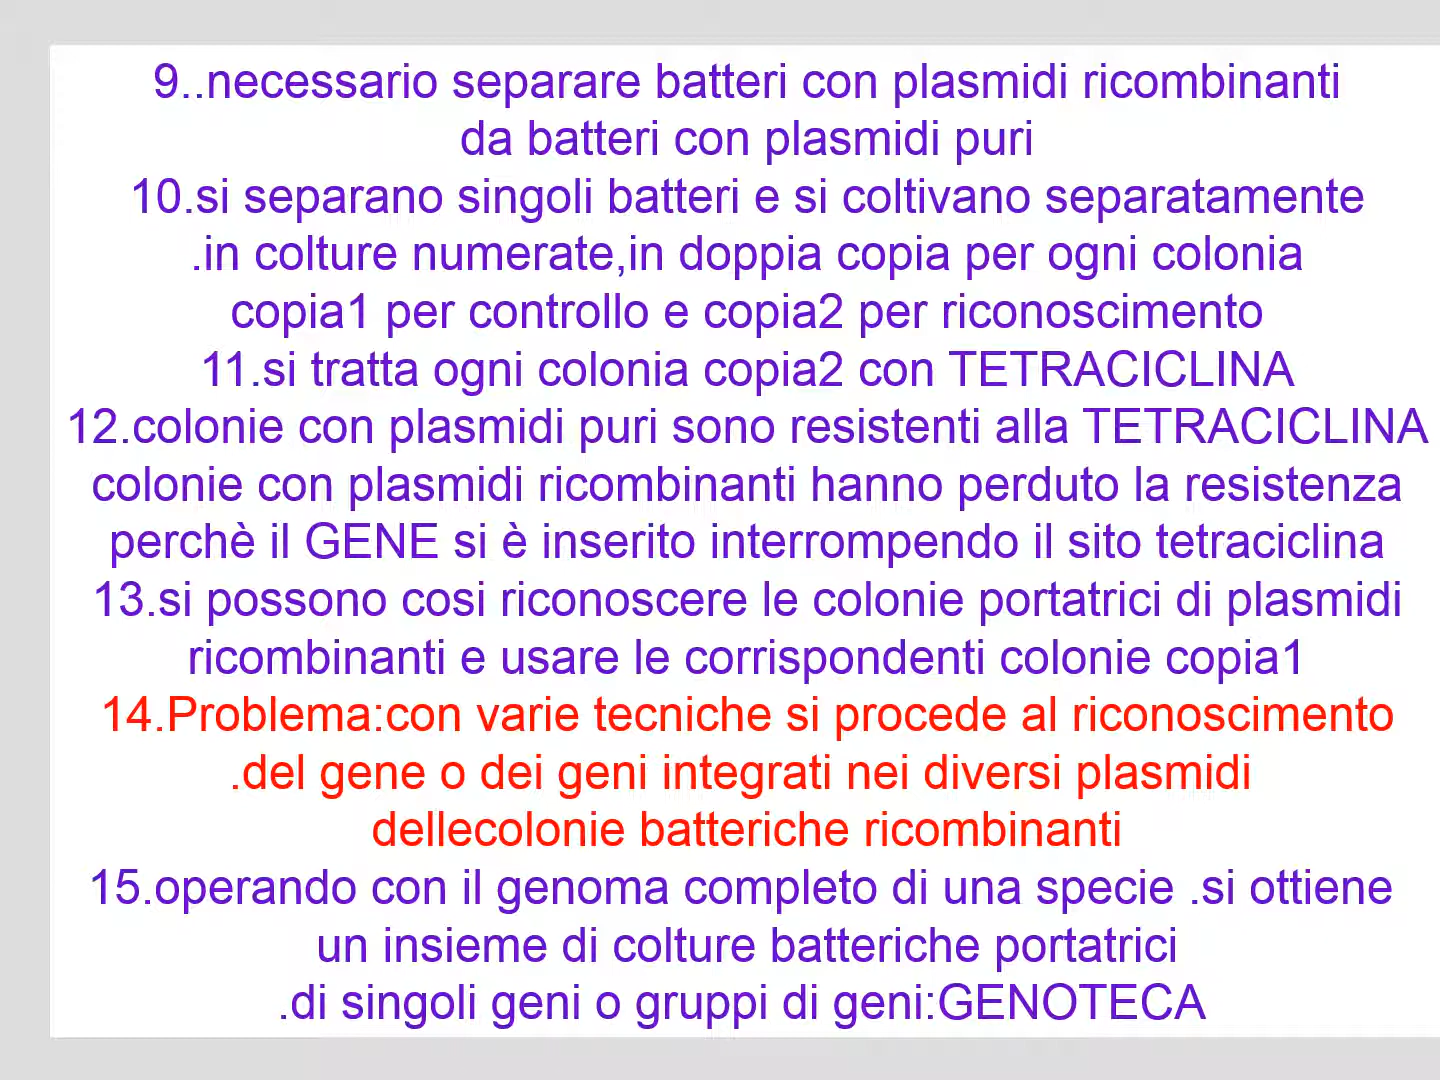 9..necessario separare batteri con plasmidi ricombinanti
da batteri con plasmidi puri
10.si separano singoli batteri e si coltivano separatamente
.in colture numerate,in doppia copia per ogni colonia
copia1 per controllo e copia2 per riconoscimento
11.si tratta ogni colonia copia2 con TETRACICLINA
12.colonie con plasmidi puri sono resistenti alla TETRACICLINA
colonie con plasmidi ricombinanti hanno perduto la resistenza
perchè il GENE si è inserito interrompendo il sito tetraciclina
13.si possono cosi riconoscere le colonie portatrici di plasmidi
ricombinanti e usare le corrispondenti colonie copia1
14.Problema:con varie tecniche si procede al riconoscimento
.del gene o dei geni integrati nei diversi plasmidi
dellecolonie batteriche ricombinanti
15.operando con il genoma completo di una specie .si ottiene
un insieme di colture batteriche portatrici
.di singoli geni o gruppi di geni:GENOTECA